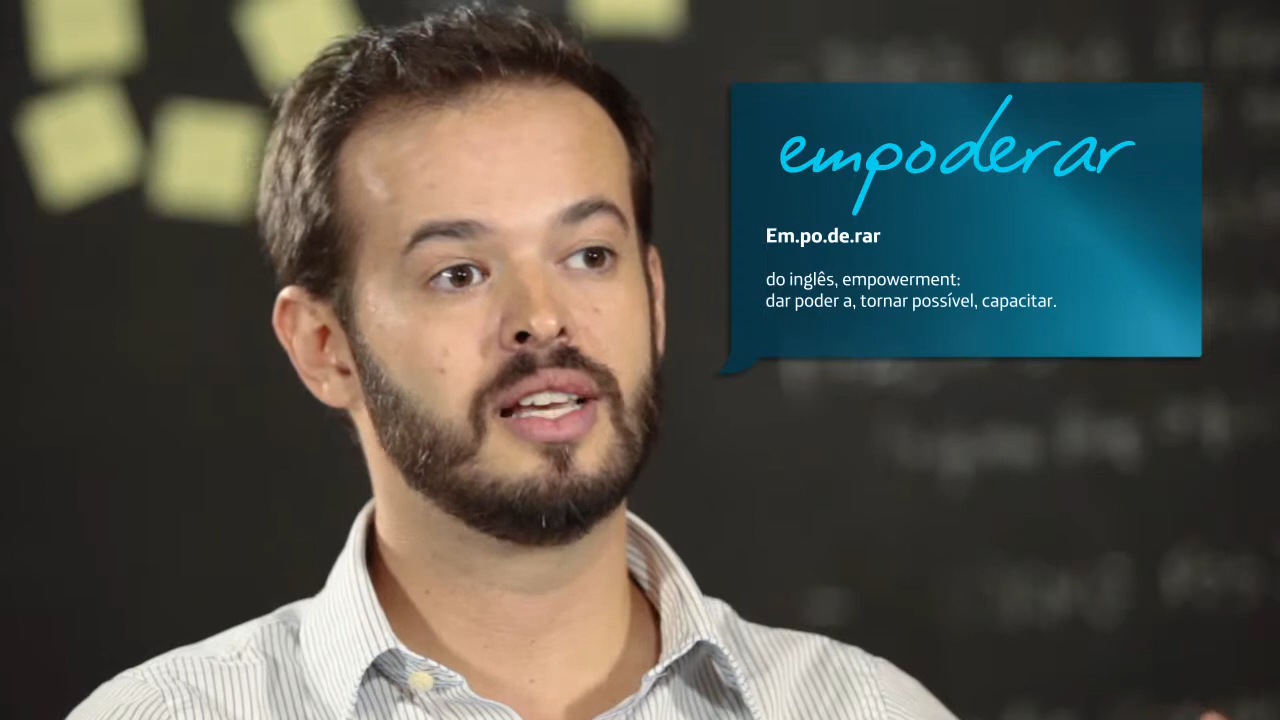 empoderar
Em.po.de.rar
do inglês, empowerment:
dar poder a, tornar possível, capacitar.